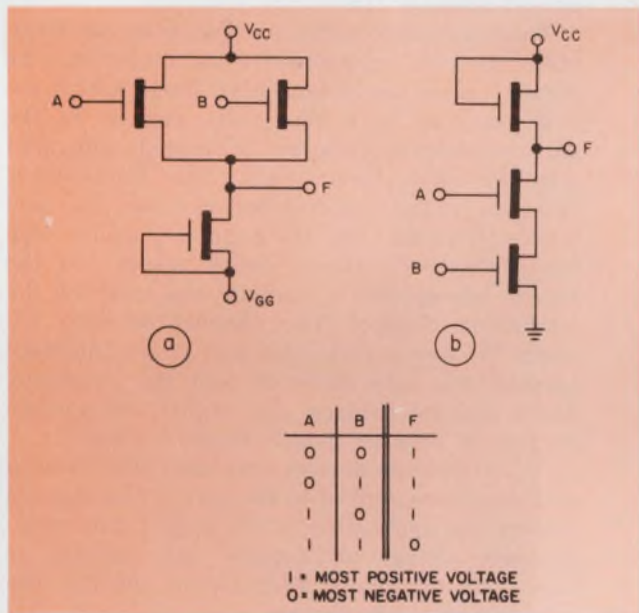 VCC
A
B
F
VGG
a
VCC
F
A
B
b
A B F
0 0 1
0 1 1
1 0 1
1 1 0
1 = MOST POSITIVE VOLTAGE
0 = MOST NEGATIVE VOLTAGE